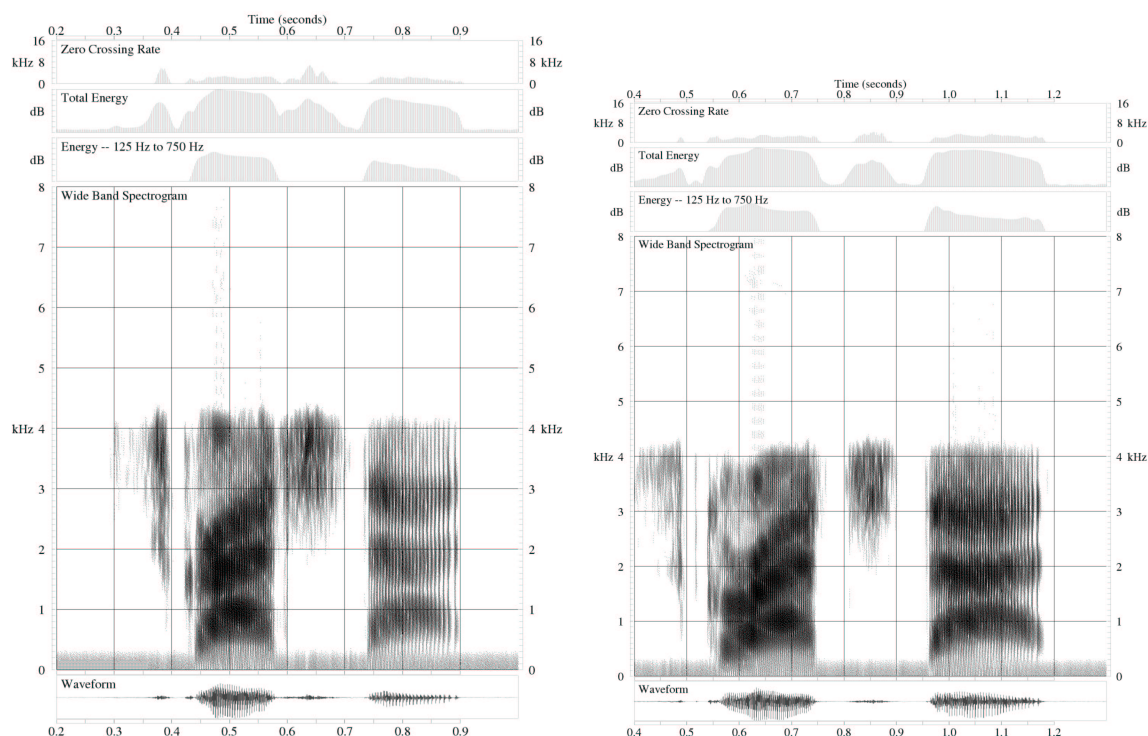 Time (seconds)
0.2 0.3 0.4 0.5 0.6 0.7 0.8 0.9
16 Zero Crossing Rate 16
kHz 8 8 kHz
0 0
Total Energy
dB dB
Energy -- 125 Hz to 750 Hz
dB dB
8 Wide Band Spectrogram 8
7 7
6 6
5 5
kHz 4 4 kHz
3 3
2 2
1 1
0 0
Waveform
0.2 0.3 0.4 0.5 0.6 0.7 0.8 0.9
Time (seconds)
0.4 0.5 0.6 0.7 0.8 0.9 1.0 1.1 1.2
16 Zero Crossing Rate 16
kHz 8 8 kHz
0 0
Total Energy
dB dB
Energy -- 125 Hz to 750 Hz
dB dB
8 Wide Band Spectrogram 8
7 7
6 6
5 5
kHz 4 4 kHz
3 3
2 2
1 1
0 0
Waveform
0.4 0.5 0.6 0.7 0.8 0.9 1.0 1.1 1.2